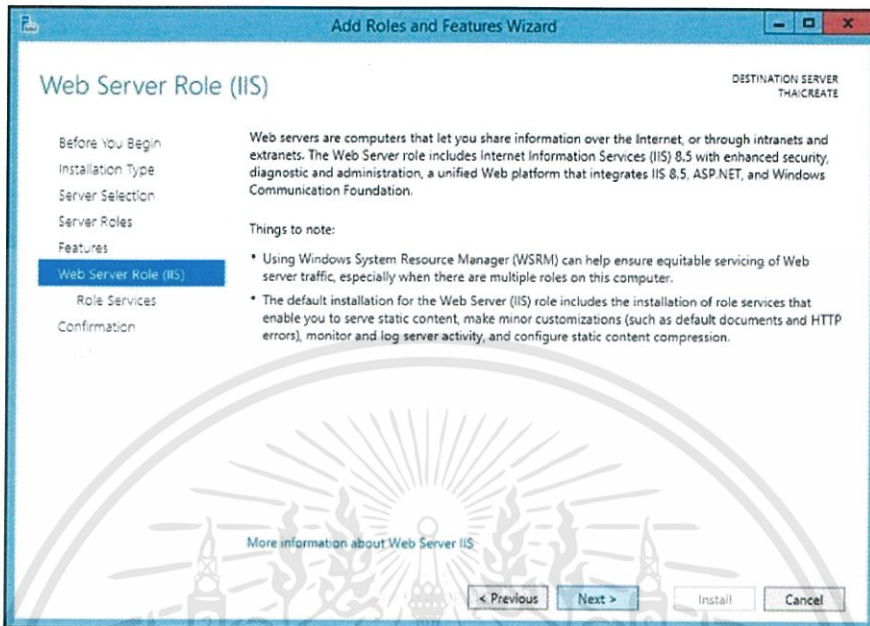 Add Roles and Features Wizard
Web Server Role (IIS)
DESTINATION SERVER
THAICREATE
Before You Begin
Installation Type
Server Selection
Server Roles
Features
Web Server Role (IIS)
Role Services
Confirmation
Web servers are computers that let you share information over the Internet, or through intranets and
extranets. The Web Server role includes Internet Information Services (IIS) 8.5 with enhanced security,
diagnostic and administration, a unified Web platform that integrates IIS 8.5, ASP.NET, and Windows
Communication Foundation.
Things to note:
• Using Windows System Resource Manager (WSRM) can help ensure equitable servicing of Web
server traffic, especially when there are multiple roles on this computer.
• The default installation for the Web Server (IIS) role includes the installation of role services that
enable you to serve static content, make minor customizations (such as default documents and HTTP
errors), monitor and log server activity, and configure static content compression.
More information about Web Server IIS
< Previous
Next >
Install
Cancel